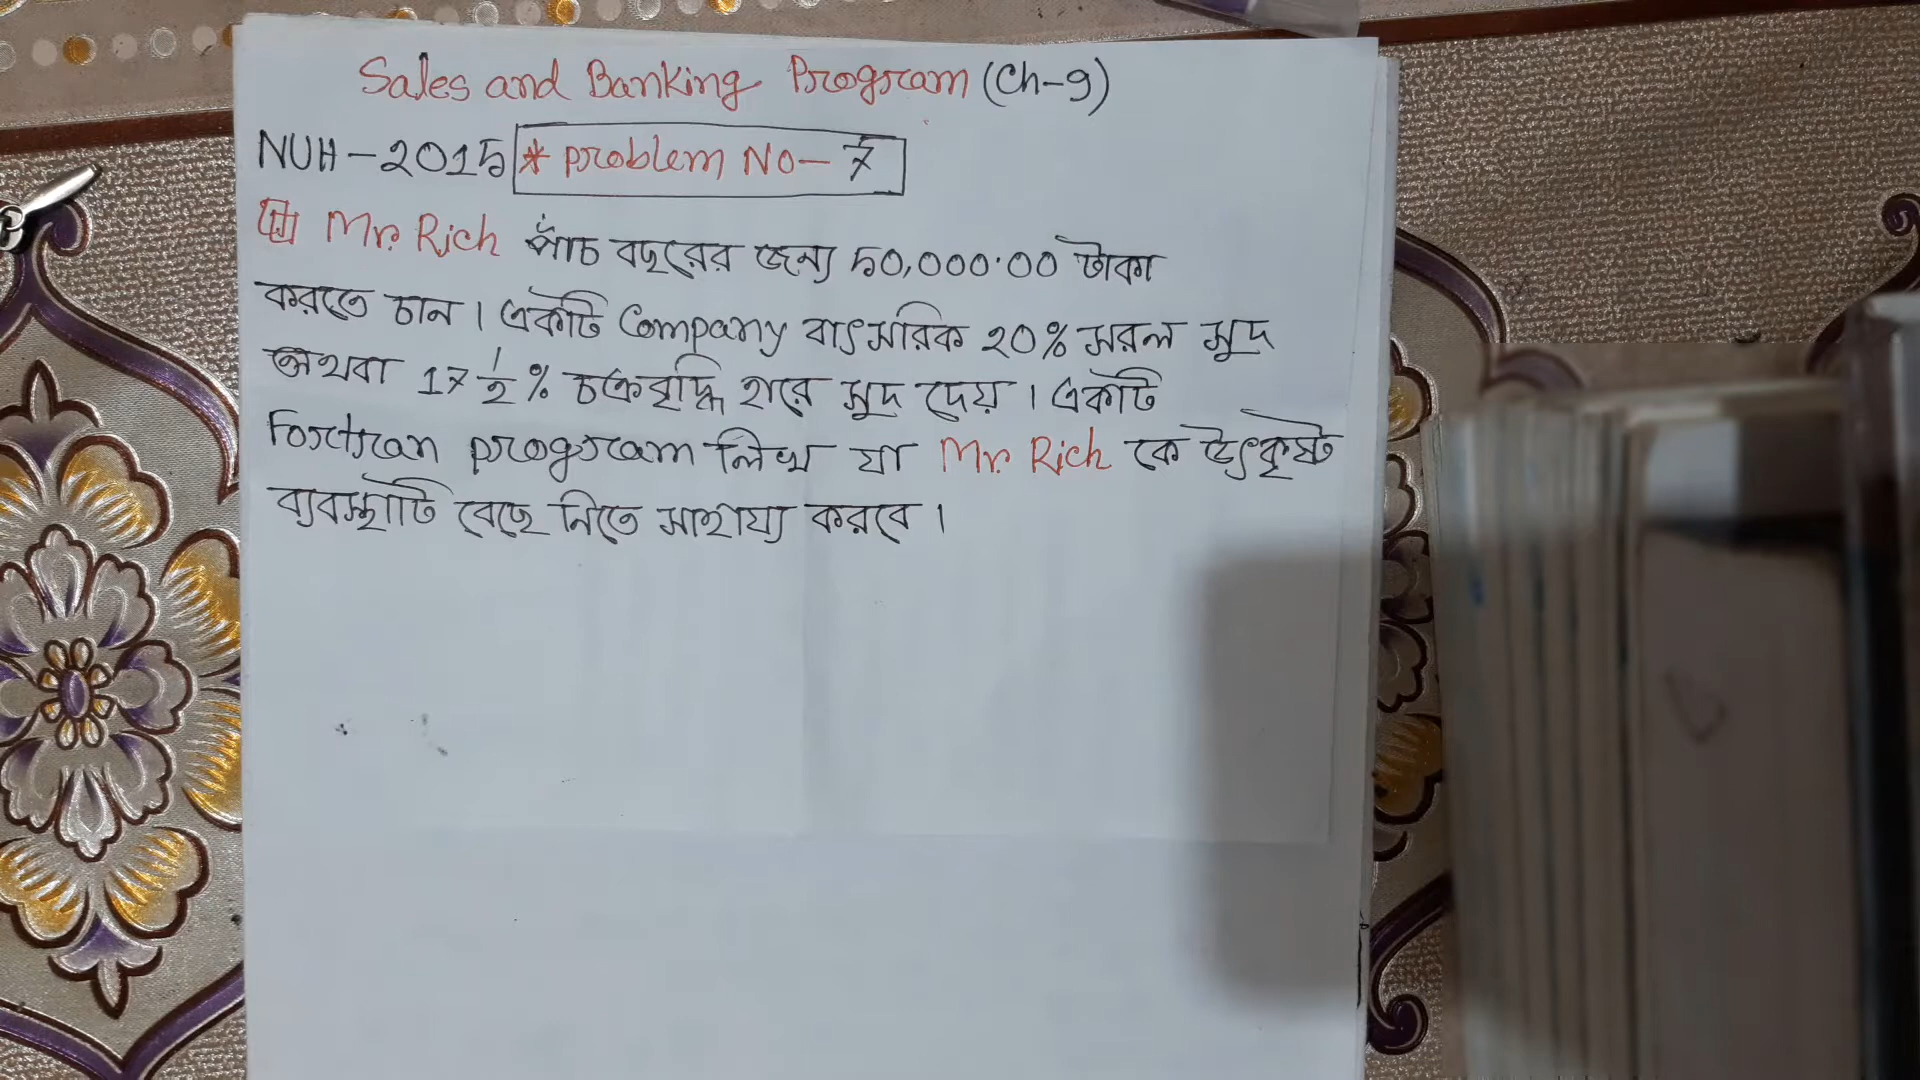 Sales and Banking Program (Ch-9)
NUH-2015 * Problem No- 7
Mr. Rich পাঁচ বছরের জন্য 50,000.00 টাকা
করতে চান। একটি Company বাৎসরিক 20% সরল সুদ
অথবা 17 1/2 % চক্রবৃদ্ধি হারে সুদ দেয়। একটি
Fortran program লিখ যা Mr. Rich কে উৎকৃষ্ট
ব্যবস্থাটি বেছে নিতে সাহায্য করবে।